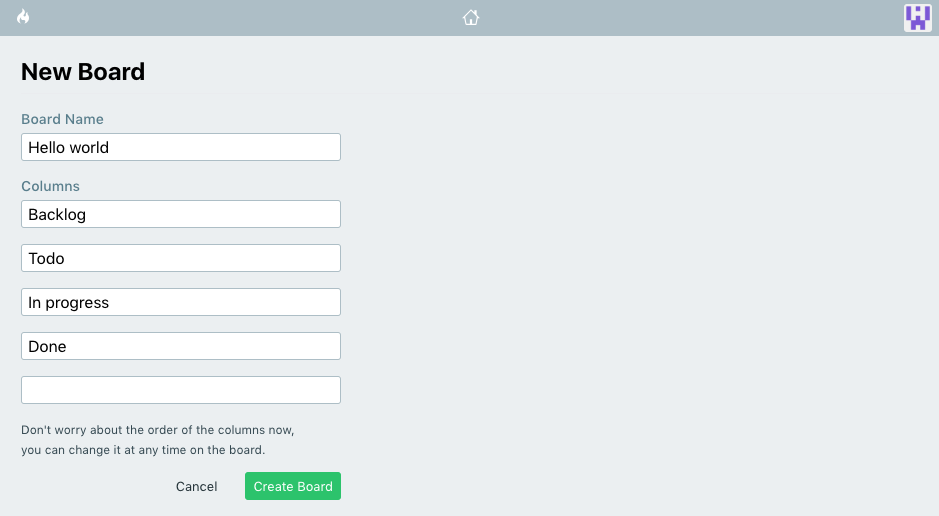 New Board
Board Name
Hello world
Columns
Backlog
Todo
In progress
Done
Don't worry about the order of the columns now,
you can change it at any time on the board.
Cancel
Create Board